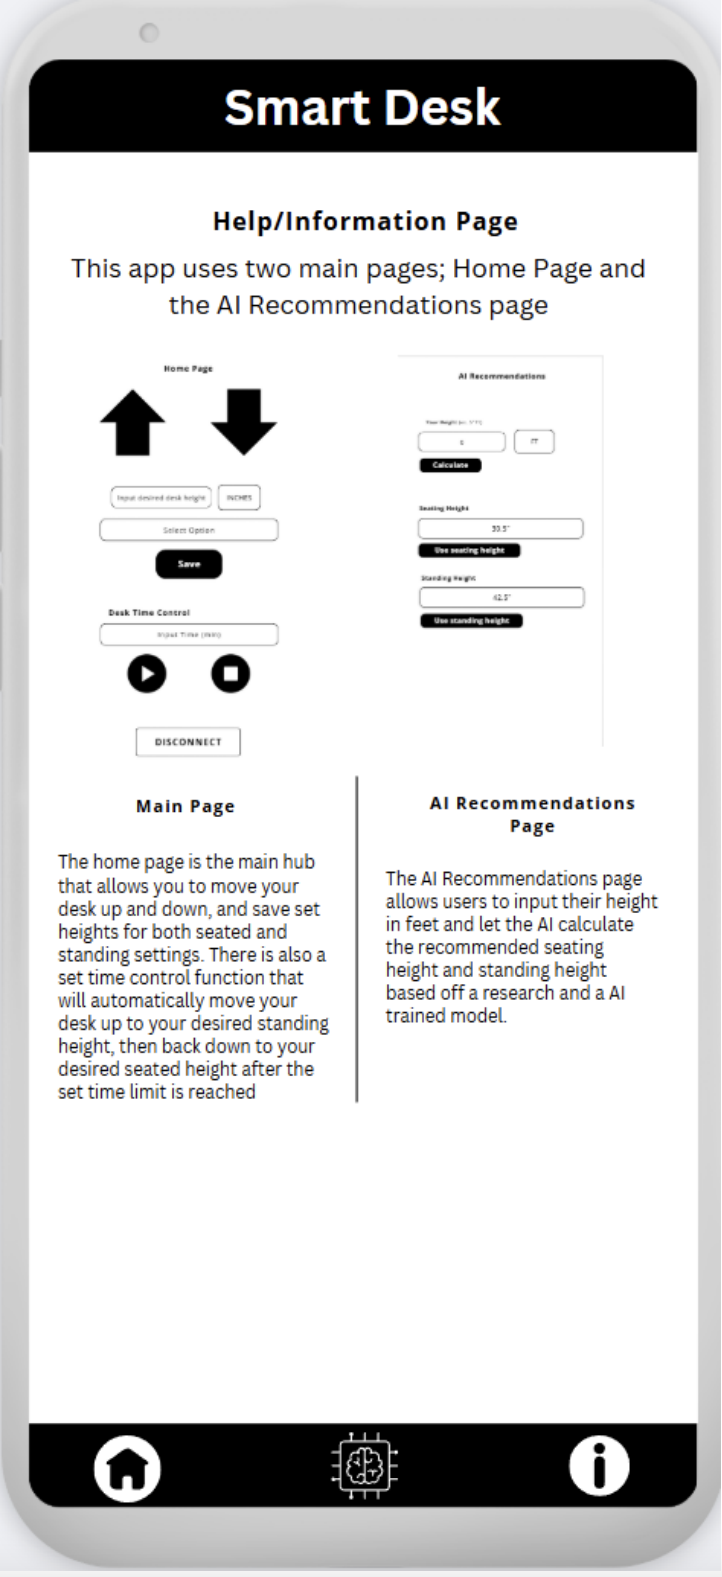 Smart Desk
Help/Information Page
This app uses two main pages; Home Page and
the AI Recommendations page
Home Page
Input desired desk height
INCHES
Select Option
Save
Desk Time Control
Input Time (min)
DISCONNECT
AI Recommendations
Your Height
FT
Calculate
Seating Height
Use seating height
Standing Height
42.5"
Use standing height
Main Page
The home page is the main hub
that allows you to move your
desk up and down, and save set
heights for both seated and
standing settings. There is also a
set time control function that
will automatically move your
desk up to your desired standing
height, then back down to your
desired seated height after the
set time limit is reached
AI Recommendations
Page
The AI Recommendations page
allows users to input their height
in feet and let the AI calculate
the recommended seating
height and standing height
based off a research and a AI
trained model.